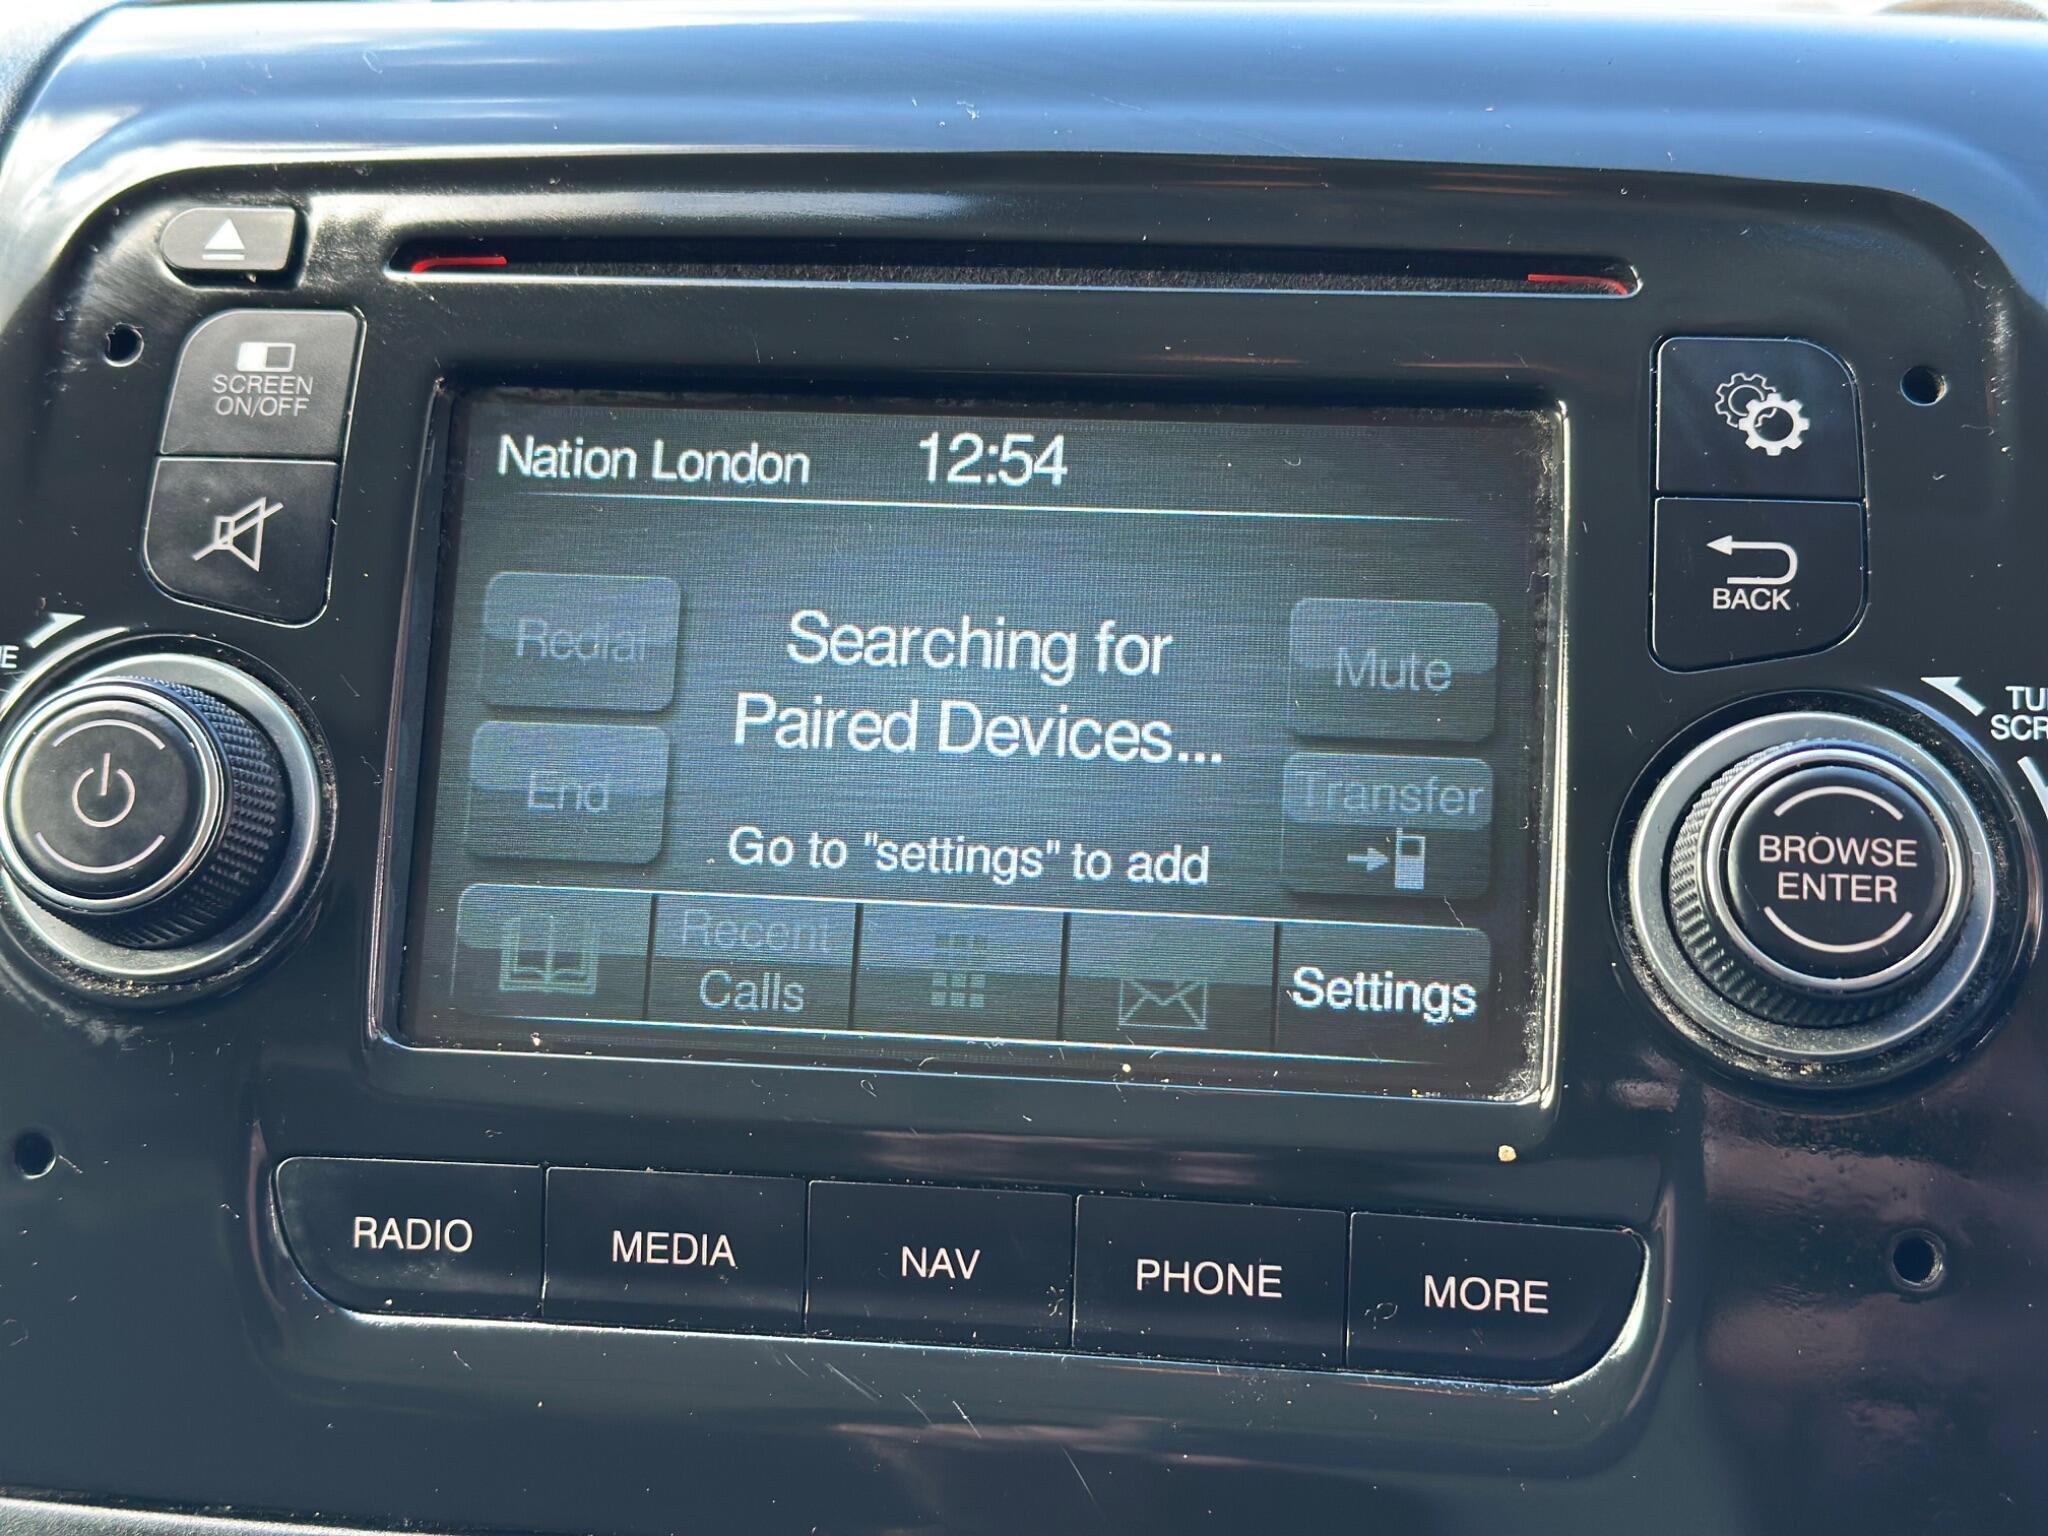 SCREEN
ON/OFF
Nation London 12:54
Redial
Searching for
Paired Devices...
Mute
End
Go to "settings" to add
Transfer
Recent
Calls
Settings
BACK
BROWSE
ENTER
RADIO
MEDIA
NAV
PHONE
MORE